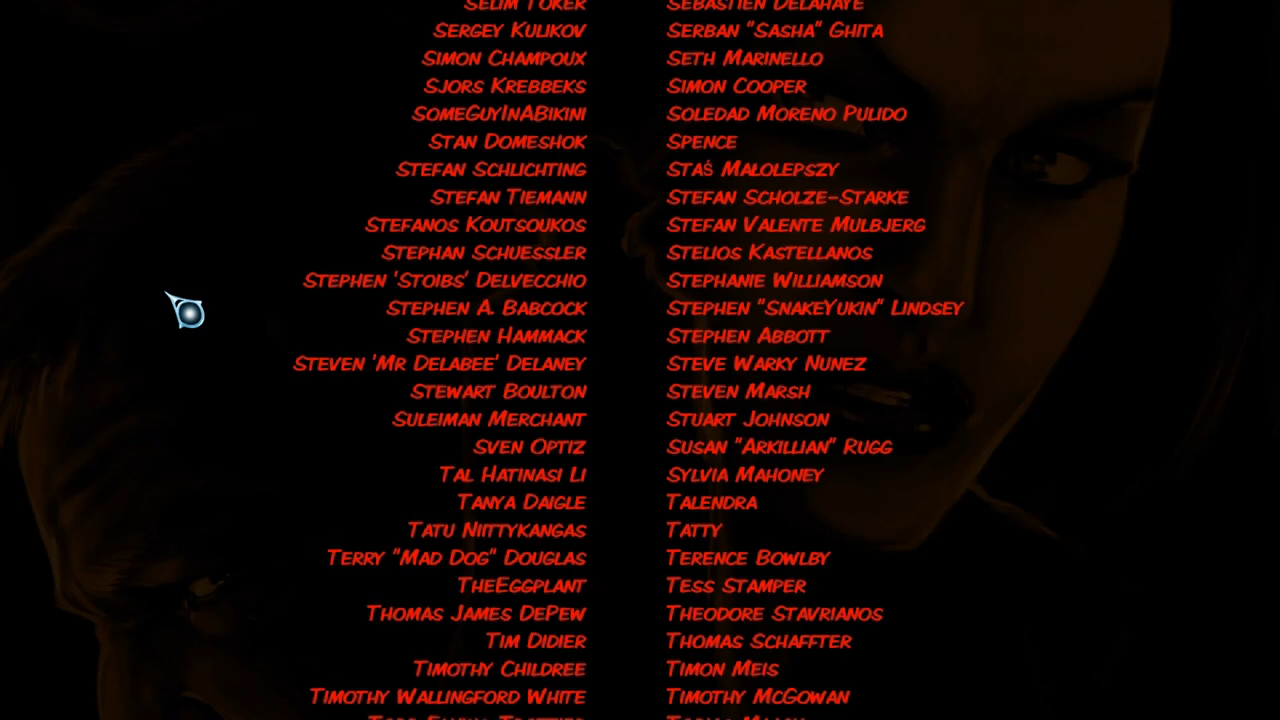 Selim Toker Sebastien Delahaye
Sergey Kulikov Serban "Sasha" Ghita
Simon Champoux Seth Marinello
Sjors Krebbeks Simon Cooper
SomeGuyInABikini Soledad Moreno Pulido
Stan Domeshok Spence
Stefan Schlichting Staś Małolepszy
Stefan Tiemann Stefan Scholze-Starke
Stefanos Koutsoukos Stefan Valente Mulbjerg
Stephan Schuessler Stelios Kastellanos
Stephen 'Stoibs' Delvecchio Stephanie Williamson
Stephen A. Babcock Stephen "SnakeYukin" Lindsey
Stephen Hammack Stephen Abbott
Steven 'Mr Delabee' Delaney Steve Warky Nunez
Stewart Boulton Steven Marsh
Suleiman Merchant Stuart Johnson
Sven Optiz Susan "Arkillian" Rugg
Tal Hatinasi Li Sylvia Mahoney
Tanya Daigle Talendra
Tatu Niittykangas Tatty
Terry "Mad Dog" Douglas Terence Bowlby
TheEggplant Tess Stamper
Thomas James DePew Theodore Stavrianos
Tim Didier Thomas Schaffter
Timothy Childree Timon Meis
Timothy Wallingford White Timothy McGowan